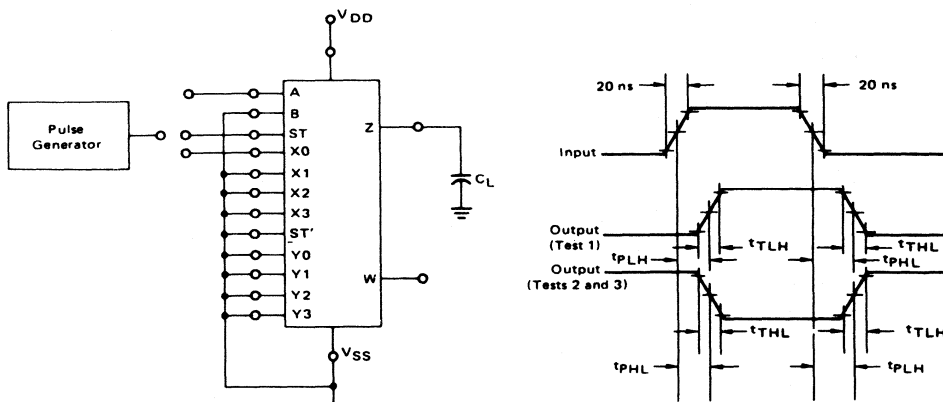 VDD
A
B
ST
X0
X1
X2
X3
ST'
Y0
Y1
Y2
Y3
Z
W
VSS
CL
Pulse
Generator
20 ns
20 ns
Input
Output
(Test 1)
tTLH
tTHL
tPLH
tPHL
Output
(Tests 2 and 3)
tTHL
tTLH
tPHL
tPLH